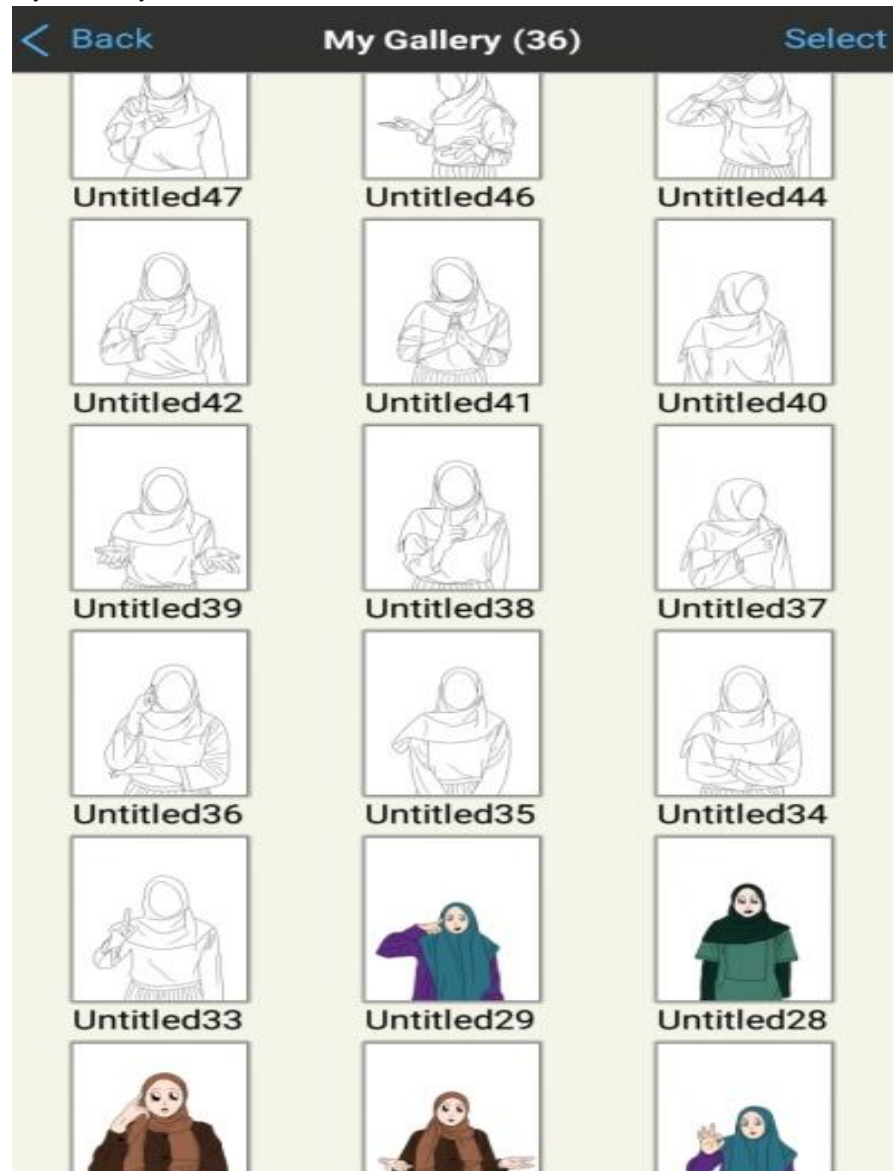 Back My Gallery (36) Select
Untitled47 Untitled46 Untitled44
Untitled42 Untitled41 Untitled40
Untitled39 Untitled38 Untitled37
Untitled36 Untitled35 Untitled34
Untitled33 Untitled29 Untitled28